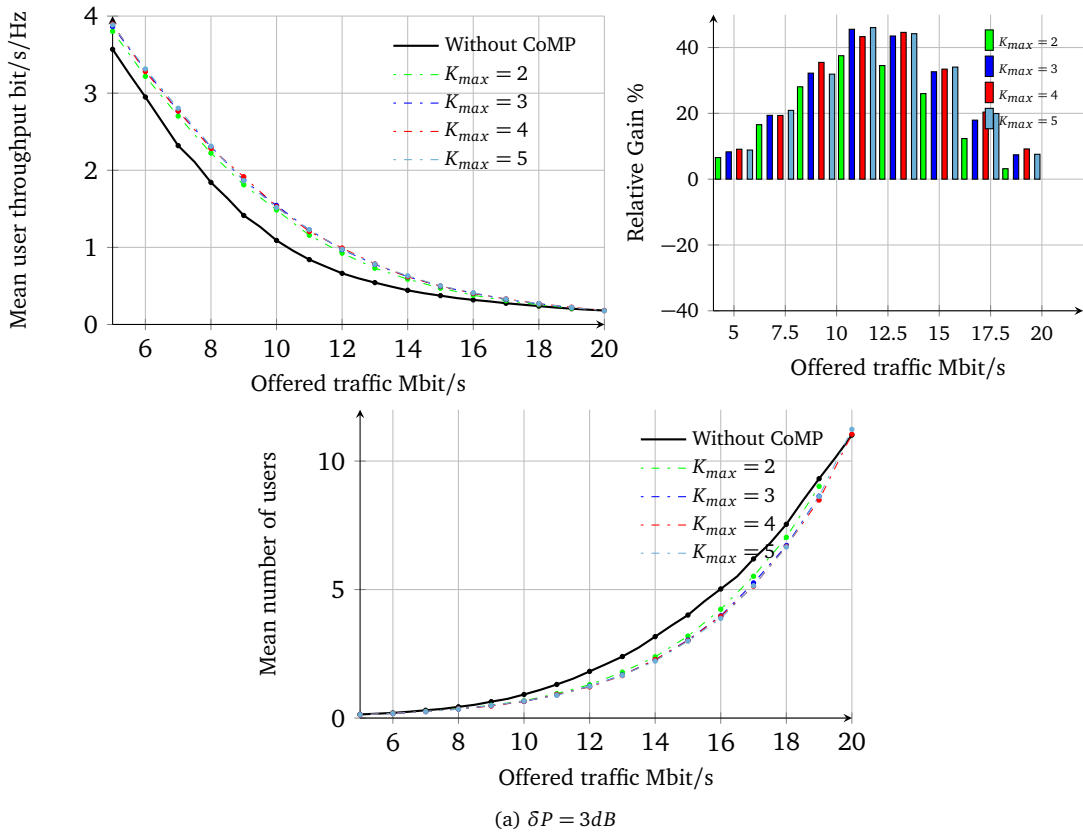 Mean user throughput bit/s/Hz
4
3
2
1
0
6 8 10 12 14 16 18 20
Offered traffic Mbit/s
Without CoMP
K_max = 2
K_max = 3
K_max = 4
K_max = 5
Relative Gain %
40
20
0
−20
−40
5 7.5 10 12.5 15 17.5 20
Offered traffic Mbit/s
K_max = 2
K_max = 3
K_max = 4
K_max = 5
Mean number of users
10
5
0
6 8 10 12 14 16 18 20
Offered traffic Mbit/s
Without CoMP
K_max = 2
K_max = 3
K_max = 4
K_max = 5
(a) δP = 3dB